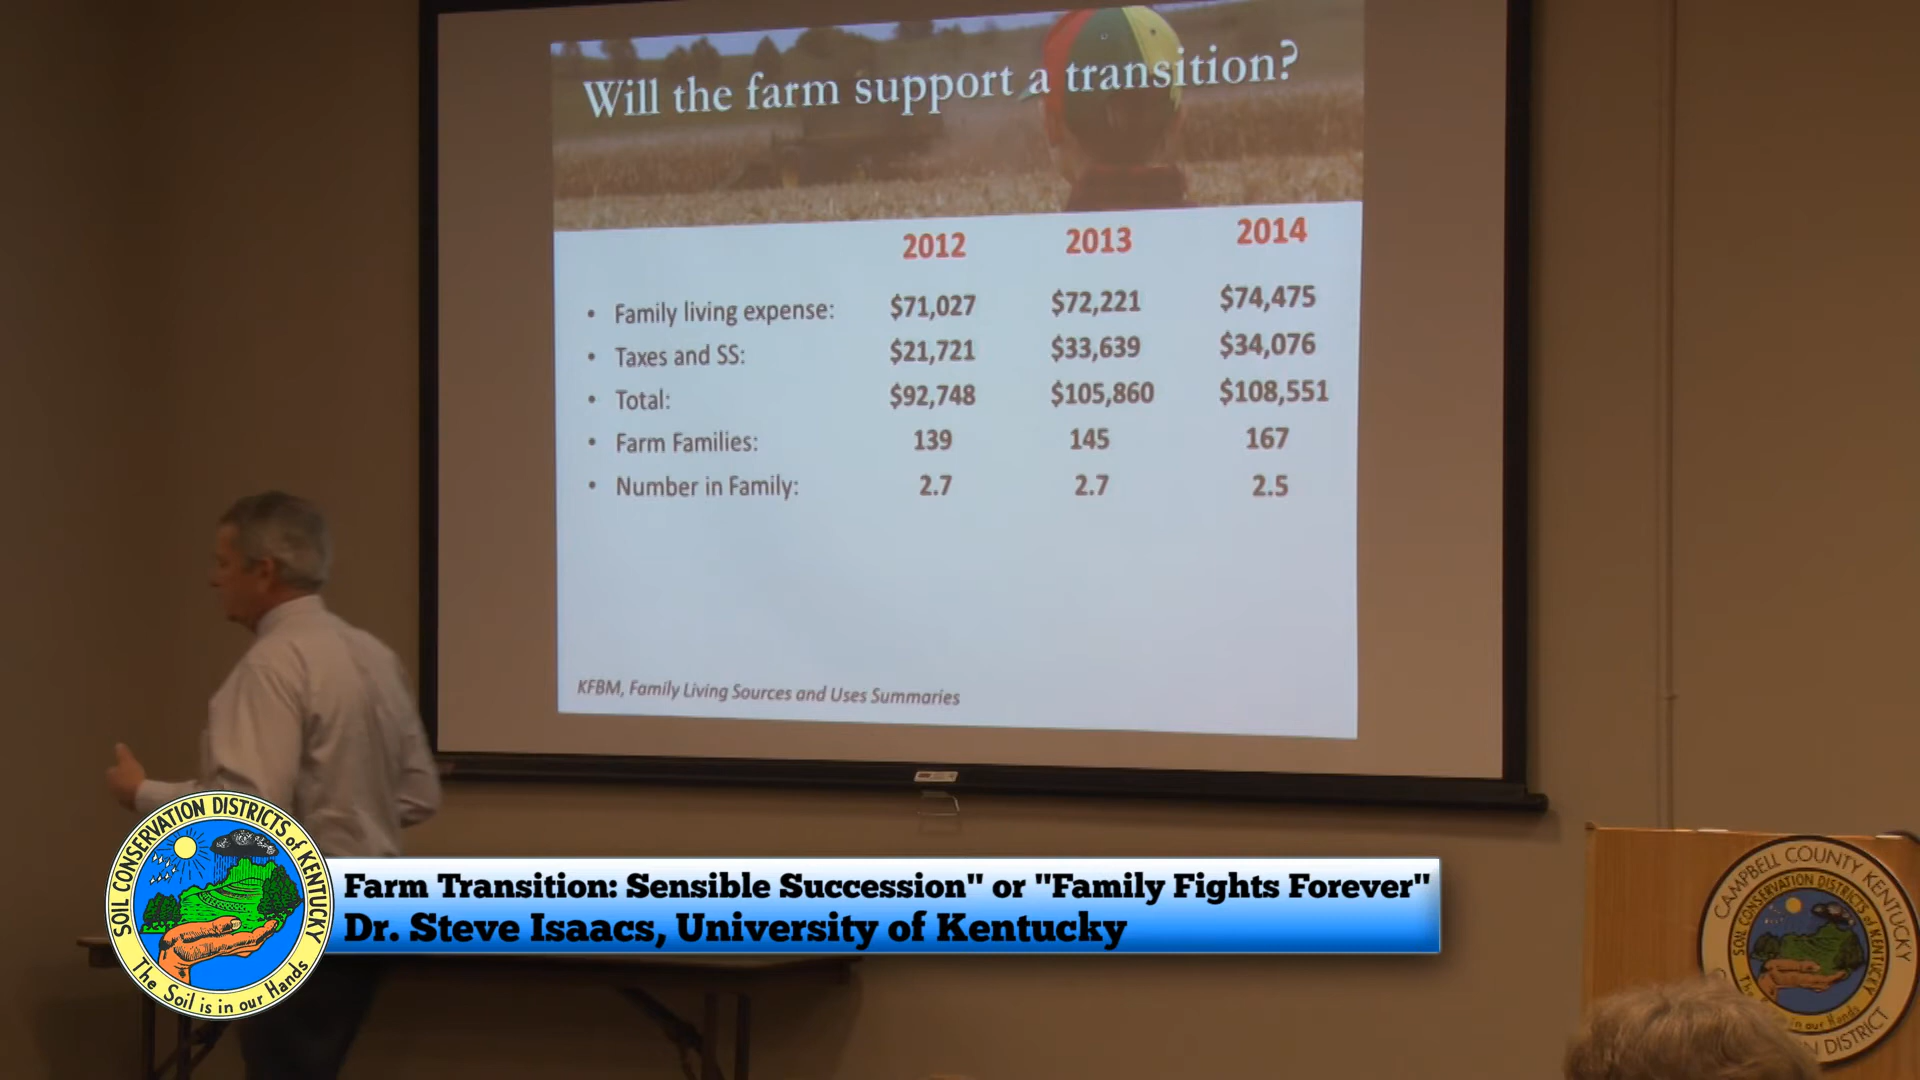 Will the farm support a transition?
2012 2013 2014
• Family living expense: $71,027 $72,221 $74,475
• Taxes and SS: $21,721 $33,639 $34,076
• Total: $92,748 $105,860 $108,551
• Farm Families: 139 145 167
• Number in Family: 2.7 2.7 2.5
KFBM, Family Living Sources and Uses Summaries
SOIL CONSERVATION DISTRICTS of KENTUCKY
The Soil is in our Hands
Farm Transition: Sensible Succession" or "Family Fights Forever"
Dr. Steve Isaacs, University of Kentucky
CAMPBELL COUNTY KENTUCKY
SOIL CONSERVATION DISTRICTS of KENTUCKY
The in our Hands
DISTRICT